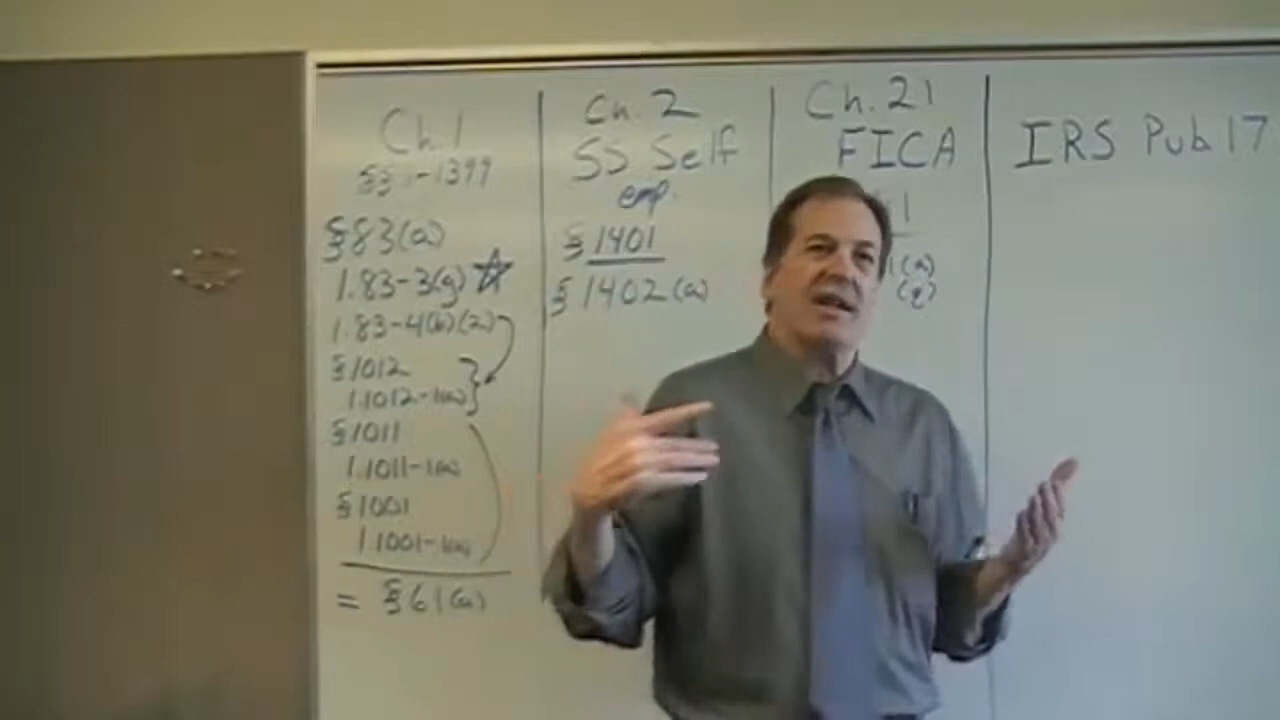 Ch. 1
§§ 1-1399
§83(a)
1.83-3(g) ☆
1.83-4(b)(2)
§1012
1.1012-1(a)
§1011
1.1011-1(a)
§1001
1.1001-1(a)
= §61(a)
Ch. 2
SS Self
emp.
§1401
§1402(a)
Ch. 21
FICA
1
1(a)
IRS Pub 17